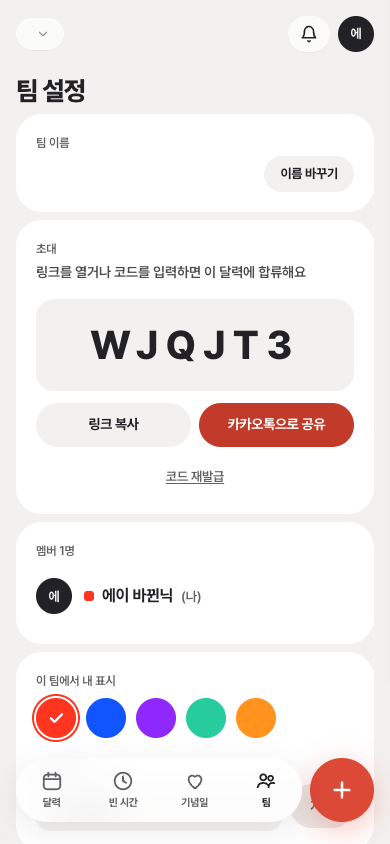 에
팀 설정
팀 이름
이름 바꾸기
초대
링크를 열거나 코드를 입력하면 이 달력에 합류해요
WJQJT3
링크 복사
카카오톡으로 공유
코드 재발급
멤버 1명
에
에이 바뀐닉 (나)
이 팀에서 내 표시
달력
빈 시간
기념일
팀